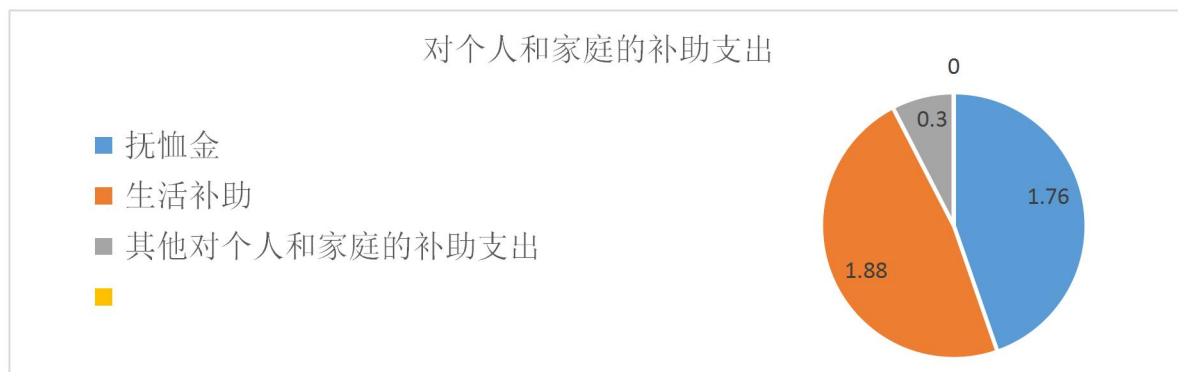 对个人和家庭的补助支出
0
抚恤金
0.3
生活补助
1.76
其他对个人和家庭的补助支出
1.88